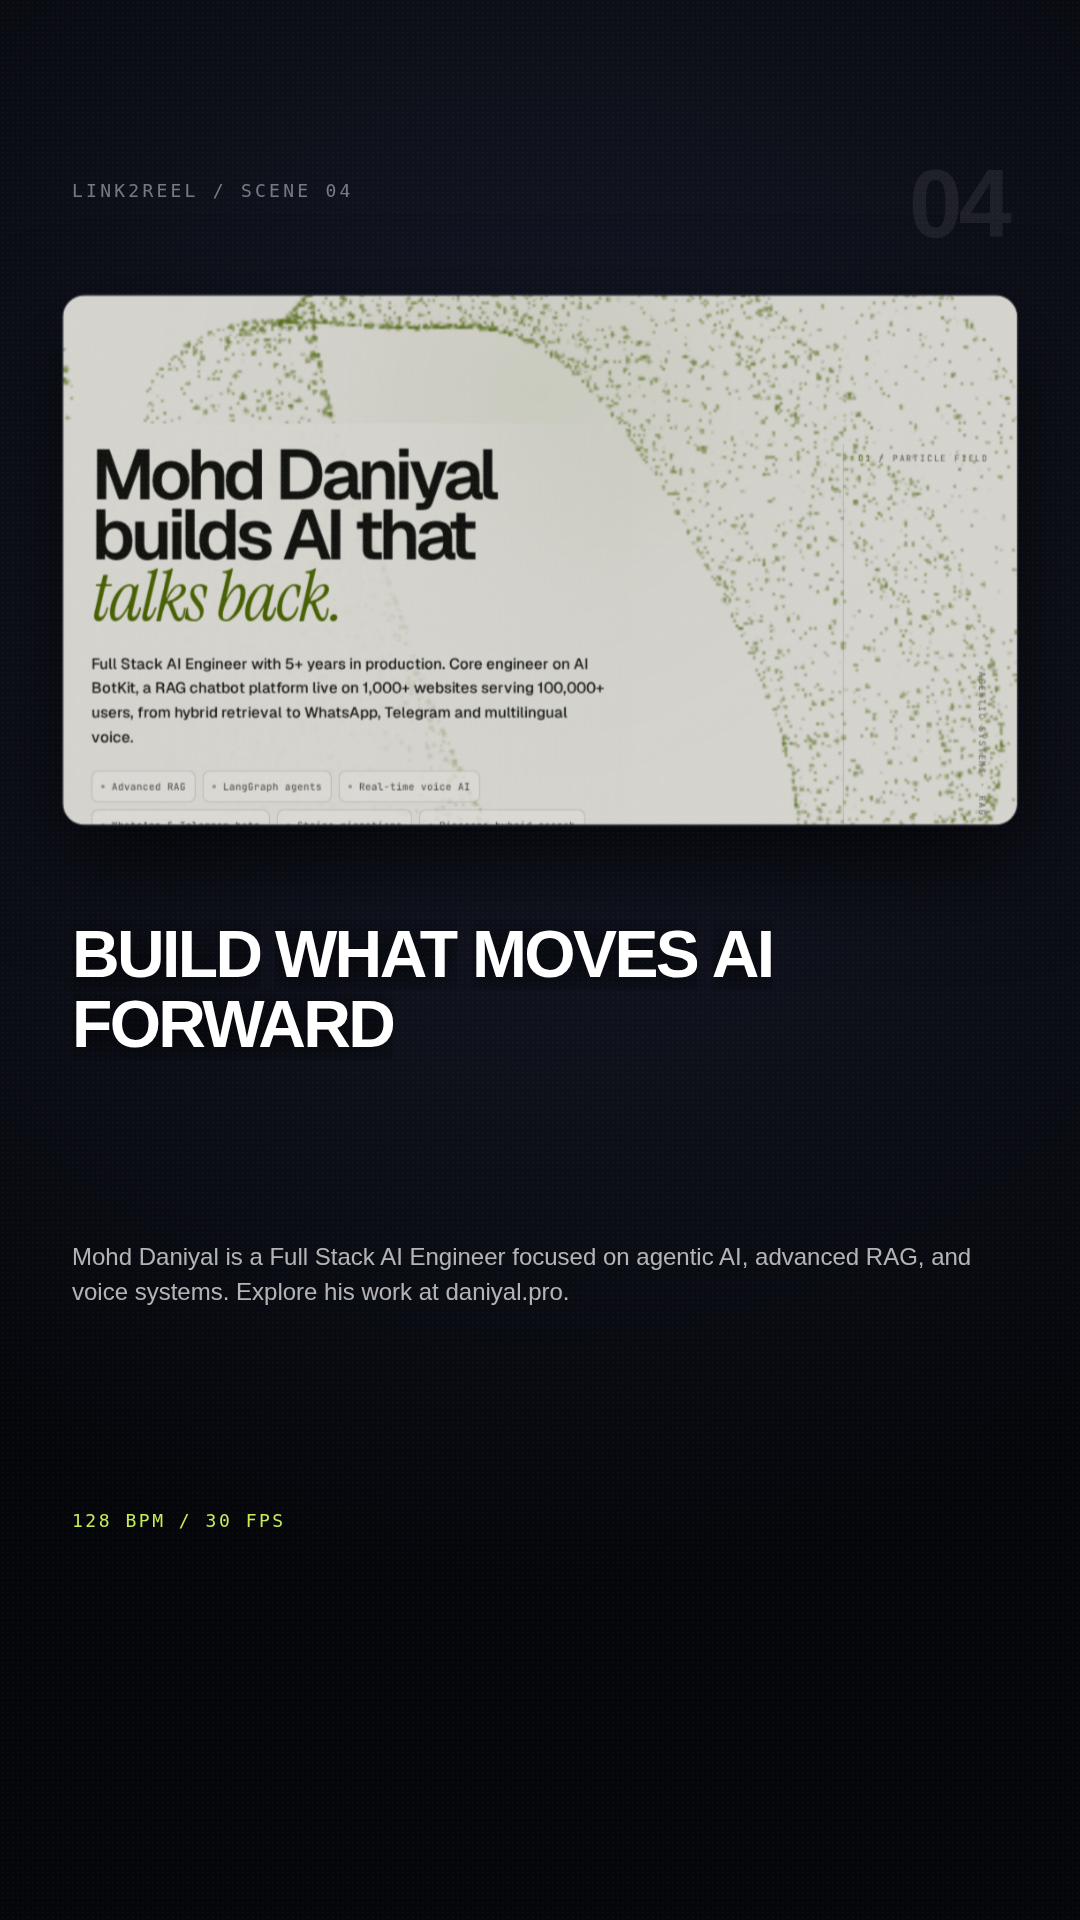 LINK2REEL / SCENE 04
04
01 / PARTICLE FIELD
Mohd Daniyal
builds AI that
talks back.
Full Stack AI Engineer with 5+ years in production. Core engineer on AI
BotKit, a RAG chatbot platform live on 1,000+ websites serving 100,000+
users, from hybrid retrieval to WhatsApp, Telegram and multilingual
voice.
Advanced RAG
LangGraph agents
Real-time voice AI
BUILD WHAT MOVES AI
FORWARD
Mohd Daniyal is a Full Stack AI Engineer focused on agentic AI, advanced RAG, and
voice systems. Explore his work at daniyal.pro.
128 BPM / 30 FPS